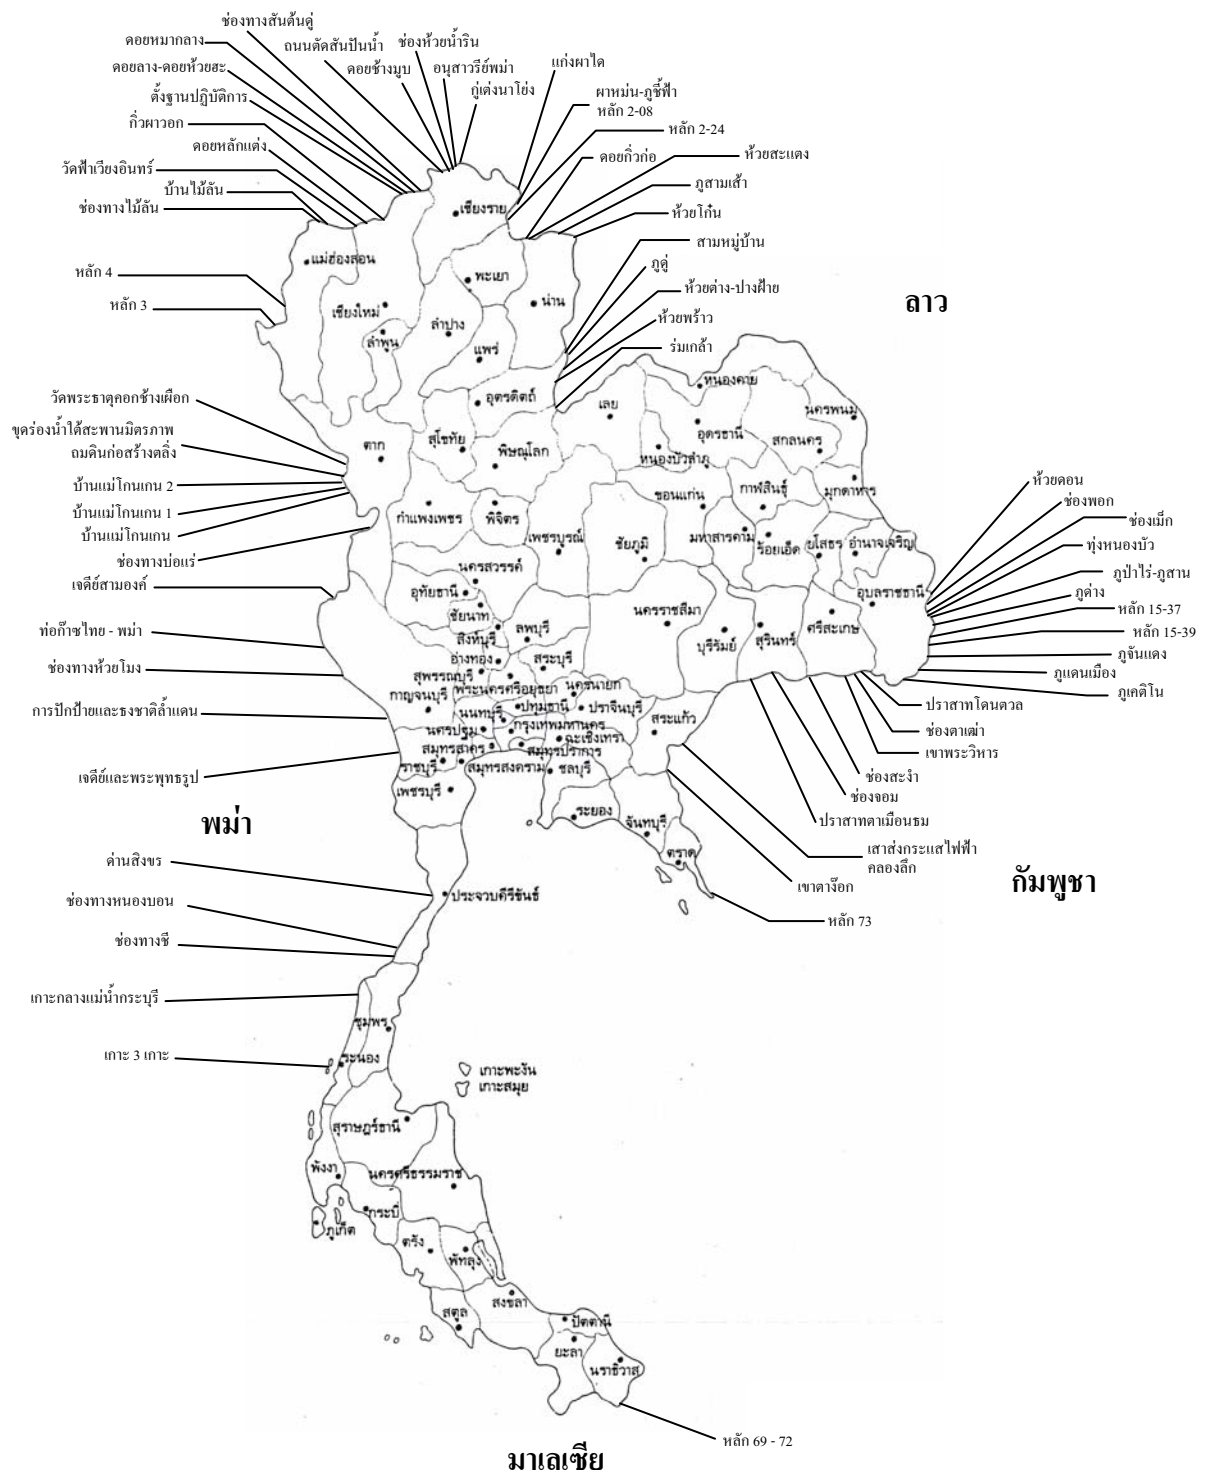 ช่องทางสันต้นดู่
ดอยหมากลาง
ถนนตัดสันปันน้ำ
ช่องห้วยน้ำริน
ดอยลาง-ดอยห้วยฮะ
ดอยช้างมูบ
อนุสาวรีย์พม่า
แก่งผาได
ตั้งฐานปฏิบัติการ
กู่เต่งนาโย่ง
ผาหม่น-ภูชี้ฟ้า
หลัก 2-08
กิ่วผาวอก
หลัก 2-24
ดอยหลักแต่ง
ดอยกิ่วก่อ
ห้วยสะแตง
วัดฟ้าเวียงอินทร์
ภูสามเส้า
บ้านไม้ลัน
ช่องทางไม้ลัน
ห้วยโก๋น
เชียงราย
สามหมู่บ้าน
แม่ฮ่องสอน
ภูดู่
หลัก 4
พะเยา
ห้วยต่าง-ปางฝ้าย
ลาว
หลัก 3
เชียงใหม่
น่าน
ห้วยพร้าว
ลำปาง
ลำพูน
แพร่
ร่มเกล้า
หนองคาย
วัดพระธาตุคอกช้างเผือก
อุตรดิตถ์
เลย
นครพนม
ขุดร่องน้ำใต้สะพานมิตรภาพ
ถมดินก่อสร้างตลิ่ง
ตาก
สุโขทัย
พิษณุโลก
อุดรธานี
สกลนคร
หนองบัวลำภู
บ้านแม่โกนเกน 2
บ้านแม่โกนเกน 1
บ้านแม่โกนเกน
ขอนแก่น
กาฬสินธุ์
มุกดาหาร
ห้วยดอน
ช่องพอก
ช่องเม็ก
กำแพงเพชร
พิจิตร
เพชรบูรณ์
ชัยภูมิ
มหาสารคาม
ร้อยเอ็ด
ยโสธร
อำนาจเจริญ
ทุ่งหนองบัว
ช่องทางบ่อแร่
นครสวรรค์
ภูป่าไร่-ภูสาน
เจดีย์สามองค์
อุทัยธานี
ภูด่าง
ชัยนาท
นครราชสีมา
อุบลราชธานี
หลัก 15-37
ท่อก๊าซไทย - พม่า
สิงห์บุรี
ลพบุรี
บุรีรัมย์
สุรินทร์
ศรีสะเกษ
หลัก 15-39
ภูจันแดง
ช่องทางห้วยโมง
อ่างทอง
สระบุรี
สุพรรณบุรี
ภูแดนเมือง
กาญจนบุรี
พระนครศรีอยุธยา
นครนายก
ภูเคติโน
การปักป้ายและธงชาติล้ำแดน
ปทุมธานี
ปราจีนบุรี
สระแก้ว
ปราสาทโดนตวล
นนทบุรี
นครปฐม
กรุงเทพมหานคร
ฉะเชิงเทรา
ช่องตาเฒ่า
สมุทรสาคร
สมุทรปราการ
เขาพระวิหาร
เจดีย์และพระพุทธรูป
ราชบุรี
สมุทรสงคราม
ชลบุรี
ช่องสะงำ
เพชรบุรี
ช่องจอม
พม่า
ระยอง
จันทบุรี
ปราสาทตาเมือนธม
ตราด
เสาส่งกระแสไฟฟ้า
คลองลึก
ด่านสิงขร
เขาตาง๊อก
กัมพูชา
ประจวบคีรีขันธ์
ช่องทางหนองบอน
หลัก 73
ช่องทางชี
เกาะกลางแม่น้ำกระบุรี
ชุมพร
เกาะ 3 เกาะ
ระนอง
เกาะพะงัน
เกาะสมุย
สุราษฎร์ธานี
พังงา
นครศรีธรรมราช
กระบี่
ภูเก็ต
ตรัง
พัทลุง
สงขลา
สตูล
ปัตตานี
ยะลา
นราธิวาส
หลัก 69 - 72
มาเลเซีย